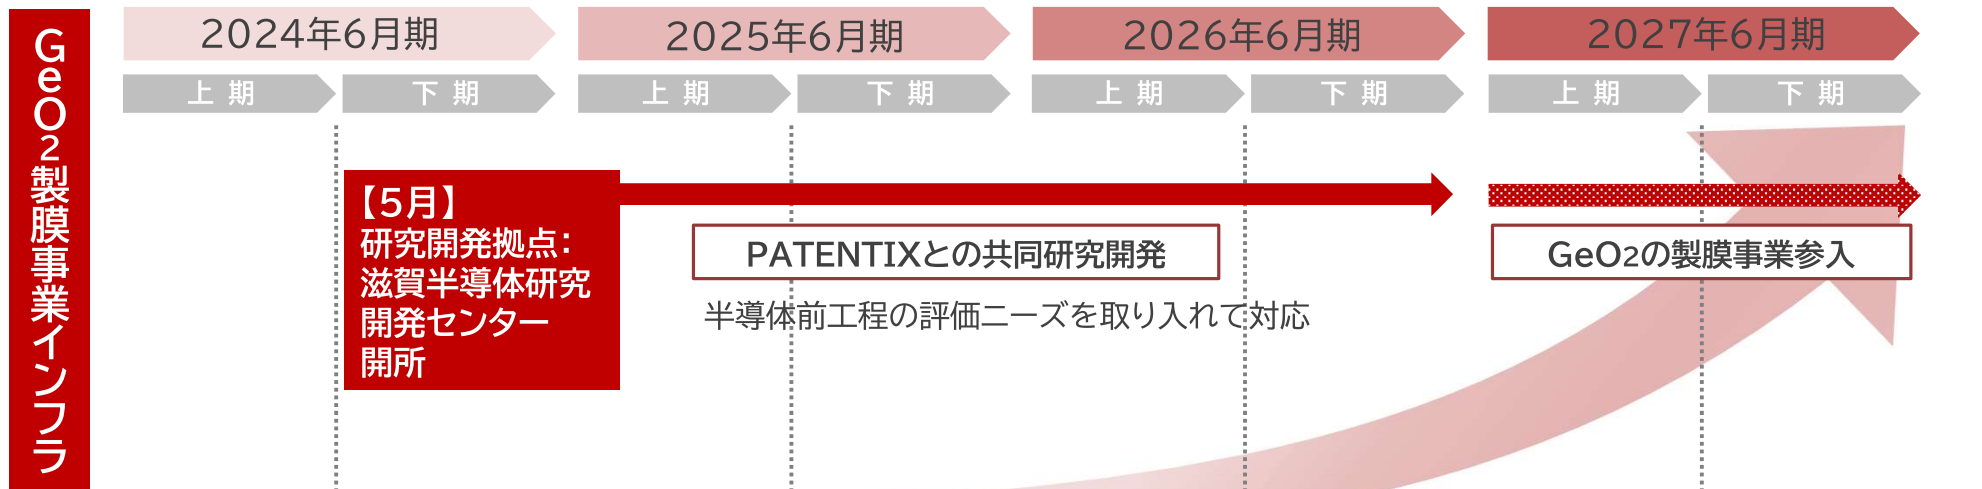 GeO2製膜事業インフラ
2024年6月期
2025年6月期
2026年6月期
2027年6月期
上期
下期
上期
下期
上期
下期
上期
下期
【5月】
研究開発拠点：
滋賀半導体研究
開発センター
開所
PATENTIXとの共同研究開発
半導体前工程の評価ニーズを取り入れて対応
GeO2の製膜事業参入